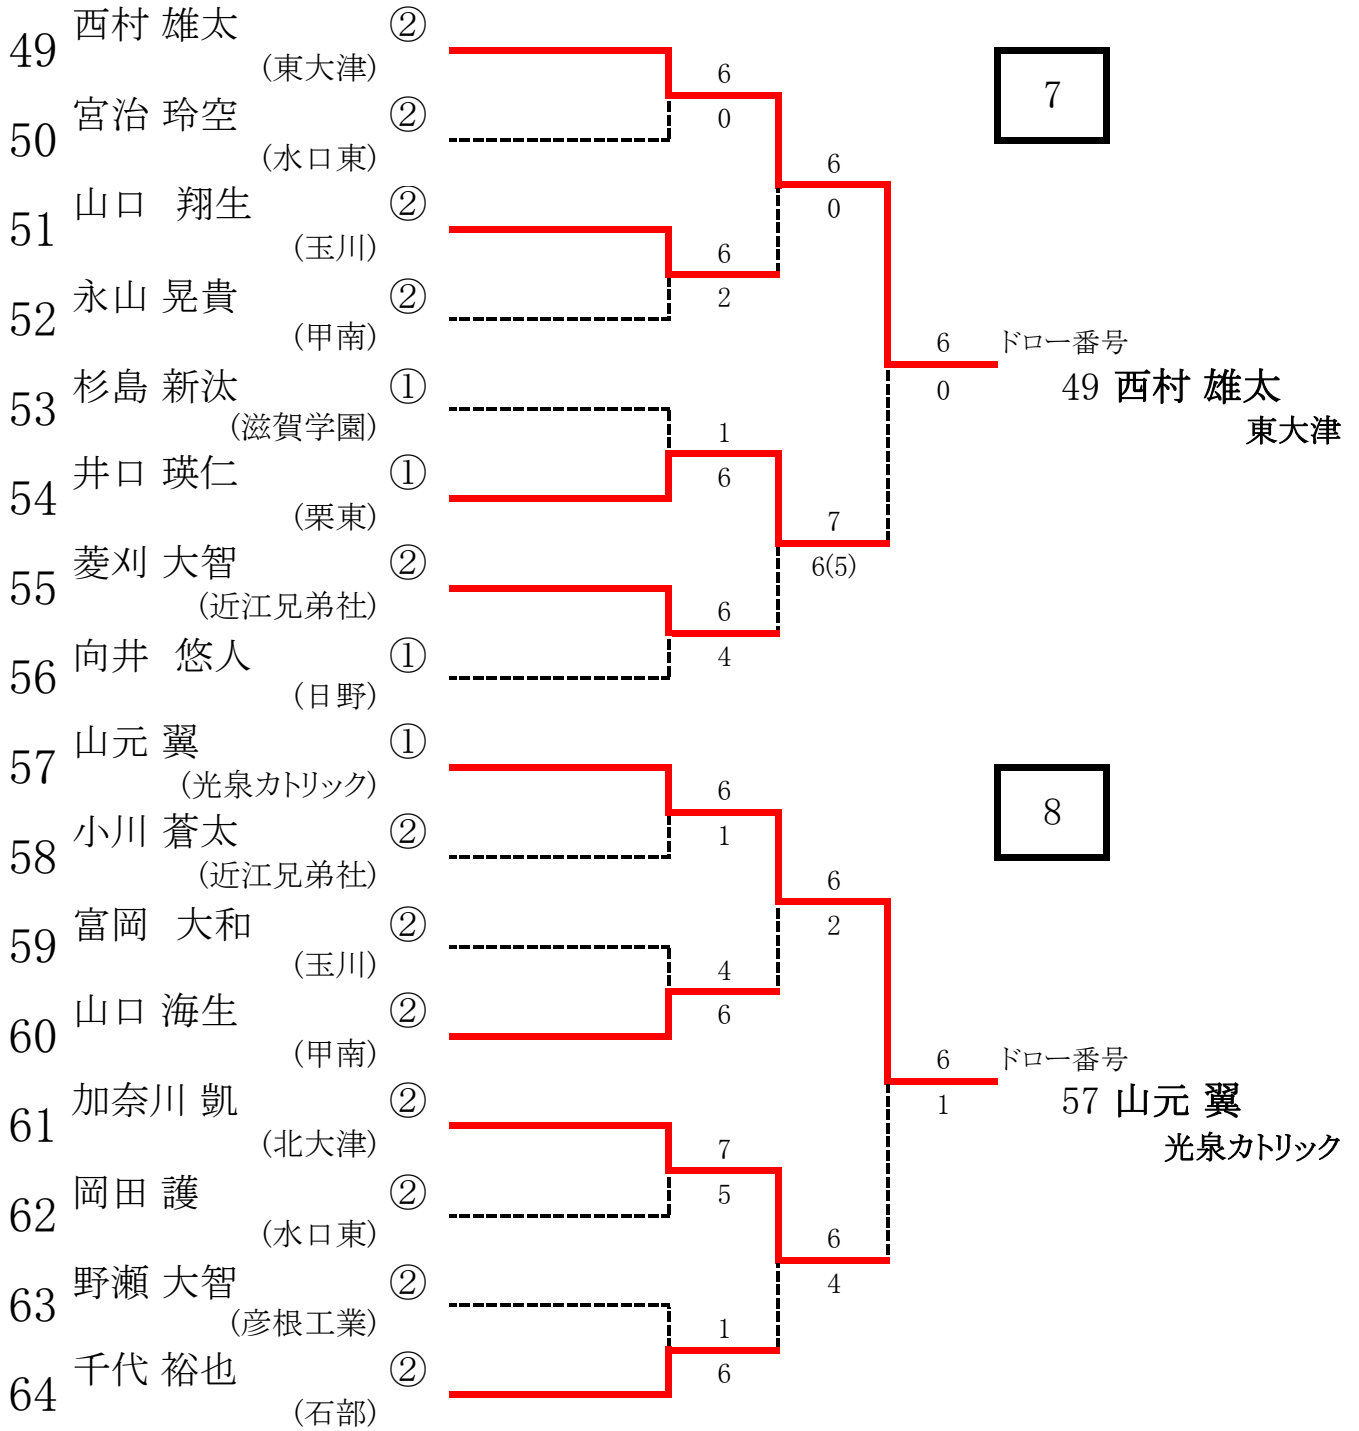 西村 雄太 ②
49
(東大津)
6
0
7
宮治 玲空 ②
50
(水口東)
6
0
山口 翔生 ②
51
(玉川)
6
2
永山 晃貴 ②
52
(甲南)
6
0
ドロー番号
49 西村 雄太
東大津
杉島 新汰 ①
53
(滋賀学園)
1
6
井口 瑛仁 ①
54
(栗東)
7
6(5)
菱刈 大智 ②
55
(近江兄弟社)
6
4
向井 悠人 ①
56
(日野)
山元 翼 ①
57
(光泉カトリック)
6
1
8
小川 蒼太 ②
58
(近江兄弟社)
6
2
富岡 大和 ②
59
(玉川)
4
6
山口 海生 ②
60
(甲南)
6
1
ドロー番号
57 山元 翼
光泉カトリック
加奈川 凱 ②
61
(北大津)
7
5
岡田 護 ②
62
(水口東)
6
4
野瀬 大智 ②
63
(彦根工業)
1
6
千代 裕也 ②
64
(石部)